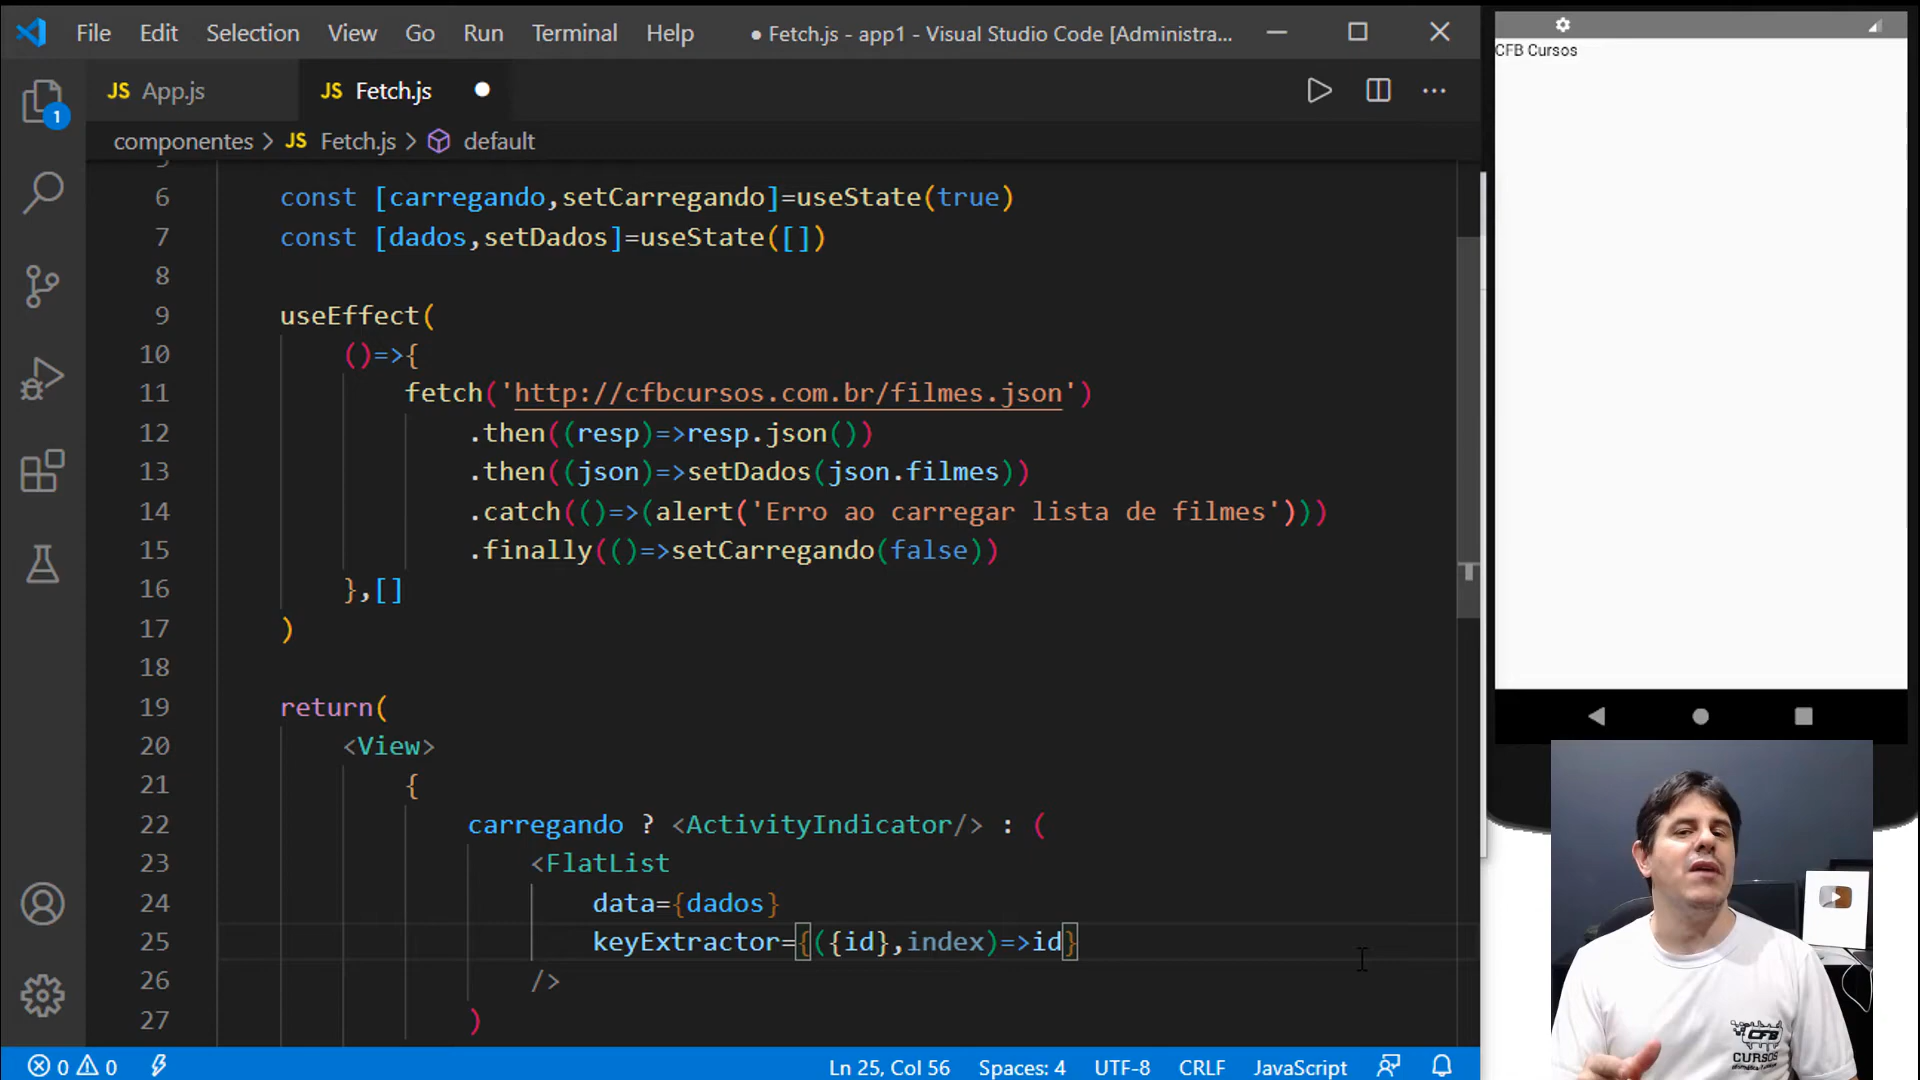 File Edit Selection View Go Run Terminal Help ● Fetch.js - app1 - Visual Studio Code [Administra...
CFB Cursos
JS App.js JS Fetch.js
1
componentes > JS Fetch.js > default
6 const [carregando,setCarregando]=useState(true)
7 const [dados,setDados]=useState([])
8
9 useEffect(
10 ()=>{
11 fetch('http://cfbcursos.com.br/filmes.json')
12 .then((resp)=>resp.json())
13 .then((json)=>setDados(json.filmes))
14 .catch(()=>(alert('Erro ao carregar lista de filmes')))
15 .finally(()=>setCarregando(false))
16 },[]
17 )
18
19 return(
20 <View>
21 {
22 carregando ? <ActivityIndicator/> : (
23 <FlatList
24 data={dados}
25 keyExtractor={({id},index)=>id}
26 />
27 )
CFB
CURSOS
0 0 Ln 25, Col 56 Spaces: 4 UTF-8 CRLF JavaScript